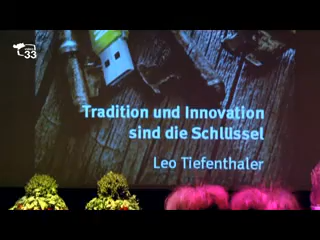 33
Tradition und Innovation
sind die Schlüssel
Leo Tiefenthaler